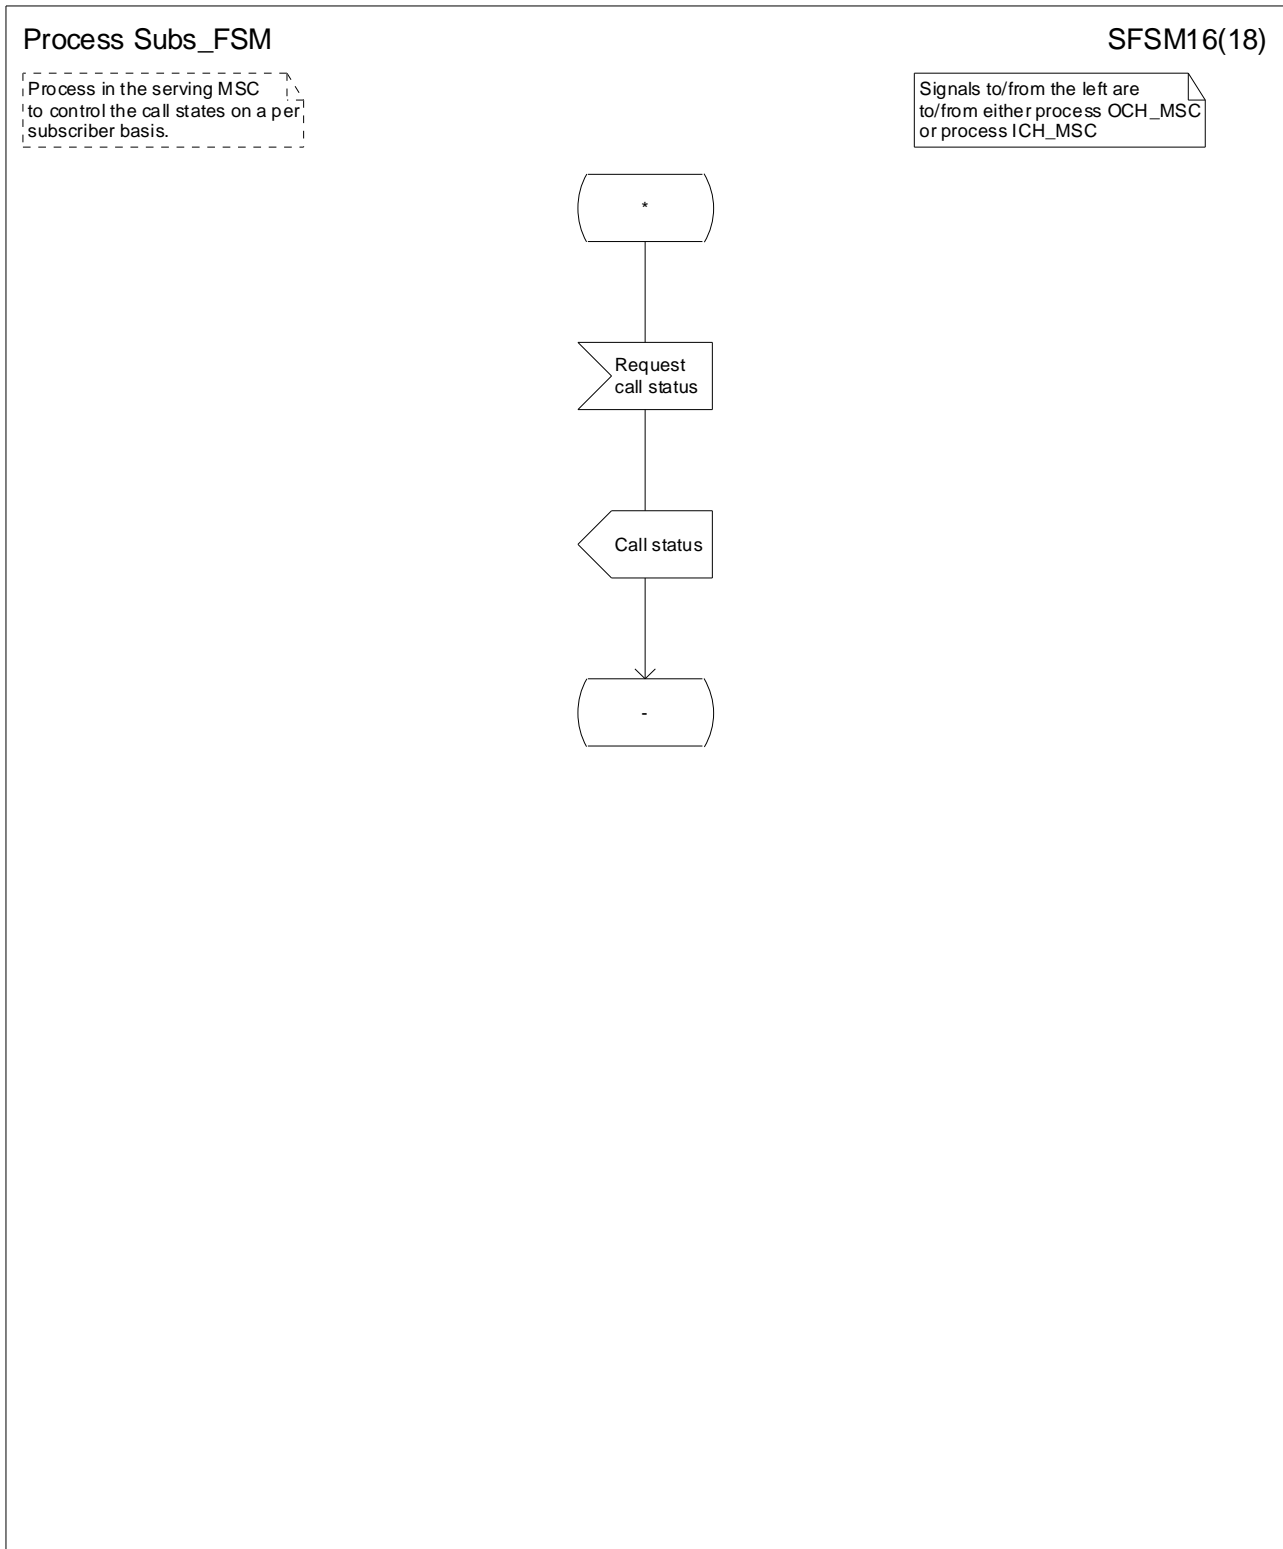 Process Subs_FSM
SFSM16(18)
Process in the serving MSC
to control the call states on a per
subscriber basis.
Signals to/from the left are
to/from either process OCH_MSC
or process ICH_MSC
*
Request
call status
Call status
-